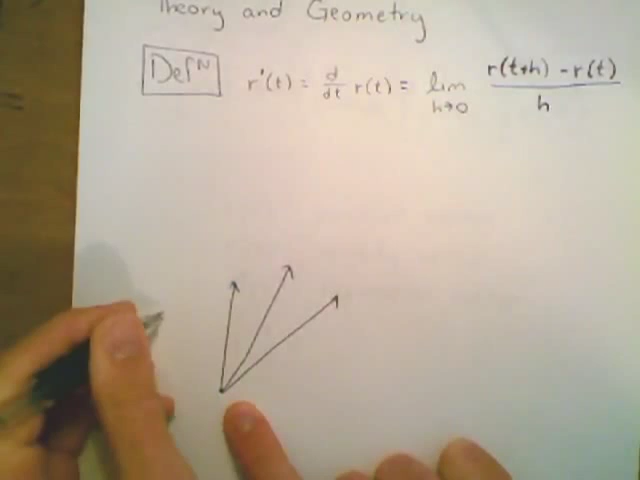 Theory and Geometry
Defᴺ r'(t) = d/dt r(t) = lim h→0 r(t+h) - r(t) / h